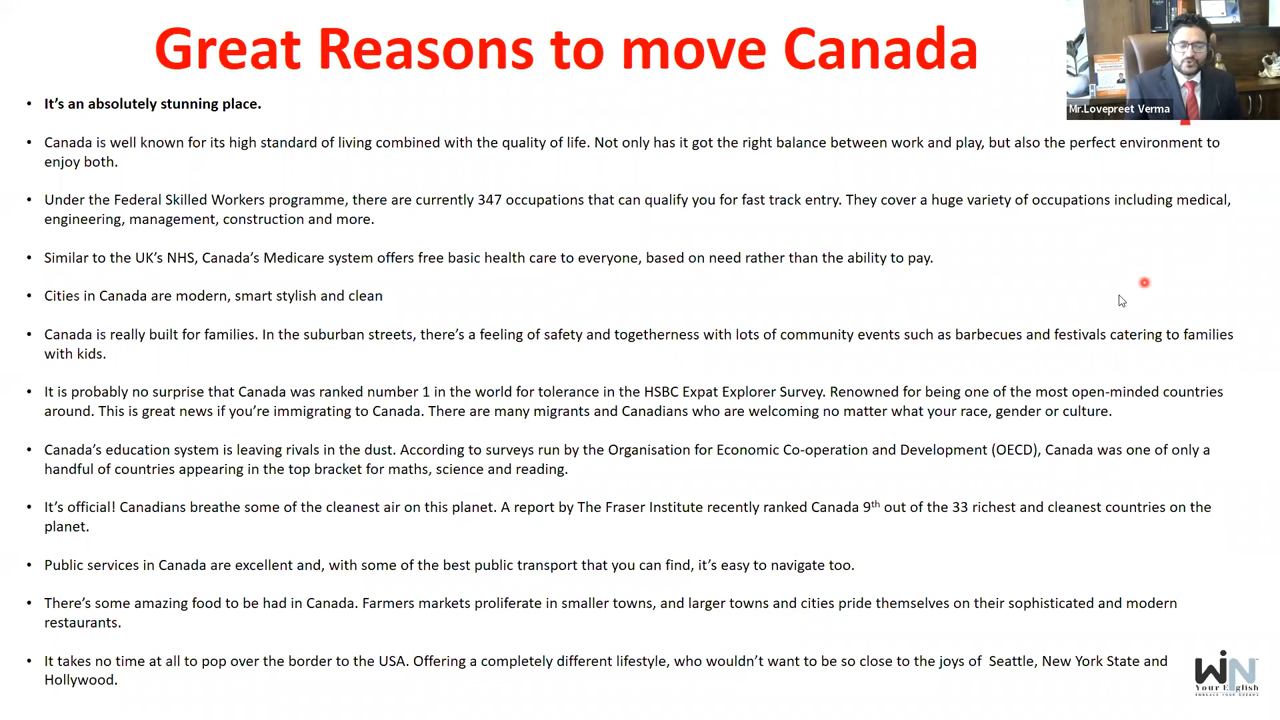 Great Reasons to move Canada
Mr.Lovepreet Verma
• It's an absolutely stunning place.
• Canada is well known for its high standard of living combined with the quality of life. Not only has it got the right balance between work and play, but also the perfect environment to
enjoy both.
• Under the Federal Skilled Workers programme, there are currently 347 occupations that can qualify you for fast track entry. They cover a huge variety of occupations including medical,
engineering, management, construction and more.
• Similar to the UK's NHS, Canada's Medicare system offers free basic health care to everyone, based on need rather than the ability to pay.
• Cities in Canada are modern, smart stylish and clean
• Canada is really built for families. In the suburban streets, there's a feeling of safety and togetherness with lots of community events such as barbecues and festivals catering to families
with kids.
• It is probably no surprise that Canada was ranked number 1 in the world for tolerance in the HSBC Expat Explorer Survey. Renowned for being one of the most open-minded countries
around. This is great news if you're immigrating to Canada. There are many migrants and Canadians who are welcoming no matter what your race, gender or culture.
• Canada's education system is leaving rivals in the dust. According to surveys run by the Organisation for Economic Co-operation and Development (OECD), Canada was one of only a
handful of countries appearing in the top bracket for maths, science and reading.
• It's official! Canadians breathe some of the cleanest air on this planet. A report by The Fraser Institute recently ranked Canada 9th out of the 33 richest and cleanest countries on the
planet.
• Public services in Canada are excellent and, with some of the best public transport that you can find, it's easy to navigate too.
• There's some amazing food to be had in Canada. Farmers markets proliferate in smaller towns, and larger towns and cities pride themselves on their sophisticated and modern
restaurants.
• It takes no time at all to pop over the border to the USA. Offering a completely different lifestyle, who wouldn't want to be so close to the joys of Seattle, New York State and
Hollywood.
WIN
Your English
EMBRACE YOUR DREAMS